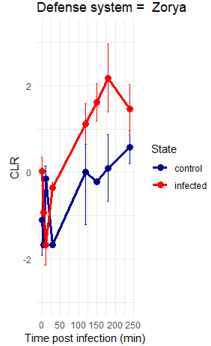 Defense system = Zorya
CLR
2
0
-2
0 50 100 150 200 250
Time post infection (min)
State
control
infected